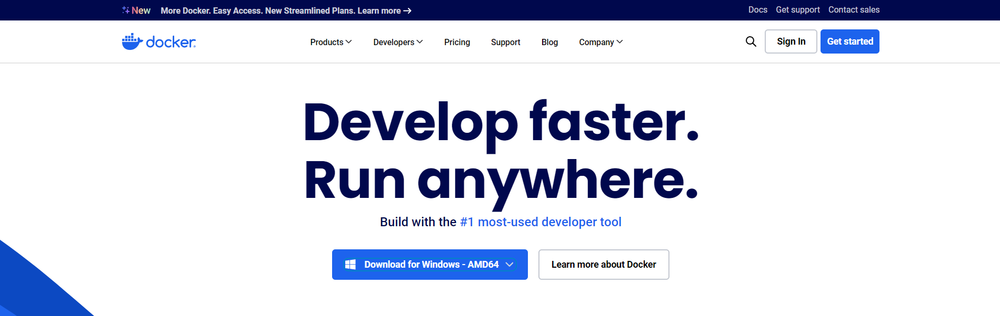 New More Docker. Easy Access. New Streamlined Plans. Learn more →
Docs Get support Contact sales
docker
Products Developers Pricing Support Blog Company
Sign In Get started
Develop faster.
Run anywhere.
Build with the #1 most-used developer tool
Download for Windows - AMD64
Learn more about Docker